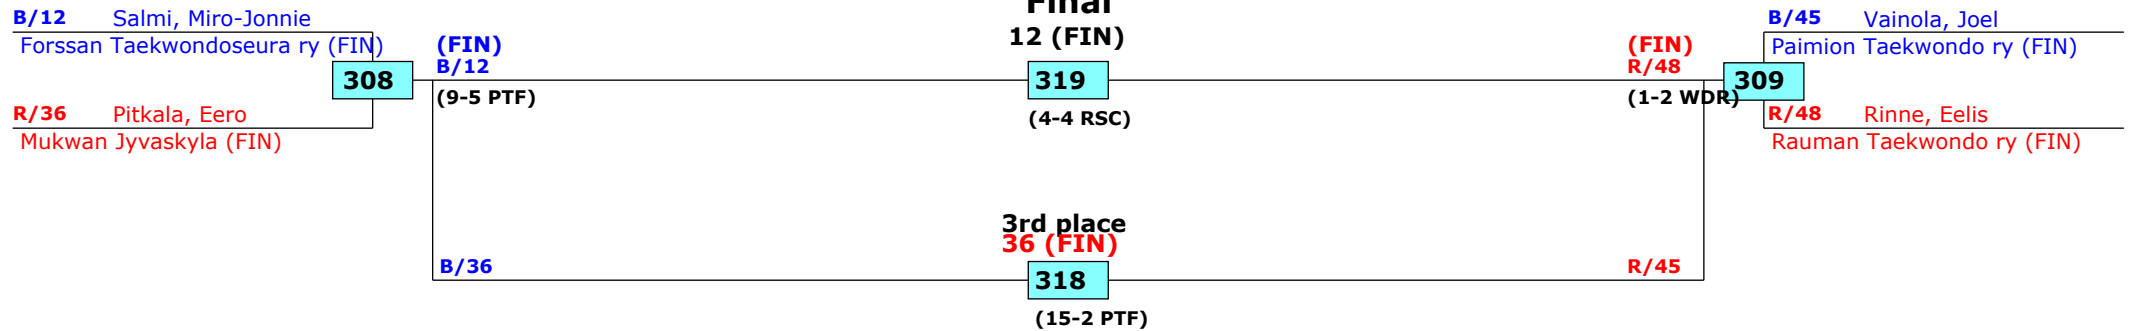 Final
12 (FIN)
B/12 Salmi, Miro-Jonnie
Forssan Taekwondoseura ry (FIN)
308
R/36 Pitkala, Eero
Mukwan Jyvaskyla (FIN)
(FIN)
B/12
(9-5 PTF)
319
(4-4 RSC)
(FIN)
R/48
(1-2 WDR)
B/45 Vainola, Joel
Paimion Taekwondo ry (FIN)
309
R/48 Rinne, Eelis
Rauman Taekwondo ry (FIN)
3rd place
36 (FIN)
B/36
318
R/45
(15-2 PTF)